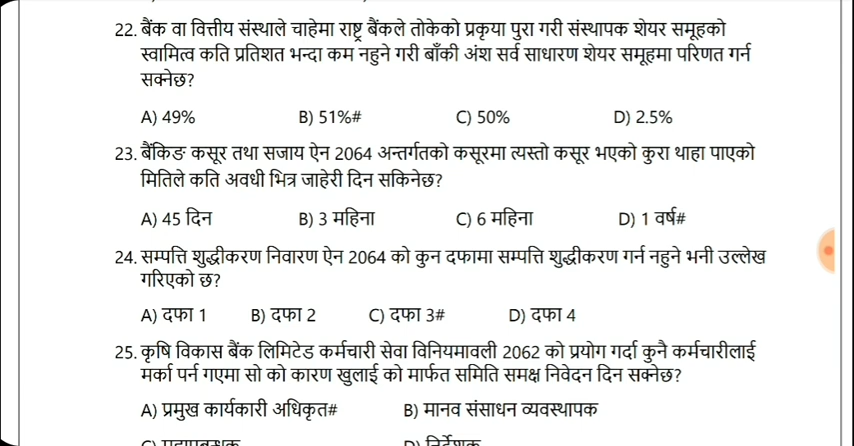 22. बैंक वा वित्तीय संस्थाले चाहेमा राष्ट्र बैंकले तोकेको प्रकृया पुरा गरी संस्थापक शेयर समूहको
स्वामित्व कति प्रतिशत भन्दा कम नहुने गरी बाँकी अंश सर्व साधारण शेयर समूहमा परिणत गर्न
सक्नेछ?
A) 49% B) 51%# C) 50% D) 2.5%
23. बैंकिङ कसूर तथा सजाय ऐन 2064 अन्तर्गतको कसूरमा त्यस्तो कसूर भएको कुरा थाहा पाएको
मितिले कति अवधी भित्र जाहेरी दिन सकिनेछ?
A) 45 दिन B) 3 महिना C) 6 महिना D) 1 वर्ष#
24. सम्पत्ति शुद्धीकरण निवारण ऐन 2064 को कुन दफामा सम्पत्ति शुद्धीकरण गर्न नहुने भनी उल्लेख
गरिएको छ?
A) दफा 1 B) दफा 2 C) दफा 3# D) दफा 4
25. कृषि विकास बैंक लिमिटेड कर्मचारी सेवा विनियमावली 2062 को प्रयोग गर्दा कुनै कर्मचारीलाई
मर्का पर्न गएमा सो को कारण खुलाई को मार्फत समिति समक्ष निवेदन दिन सक्नेछ?
A) प्रमुख कार्यकारी अधिकृत# B) मानव संसाधन व्यवस्थापक
C) महाप्रबन्धक D) निर्देशक